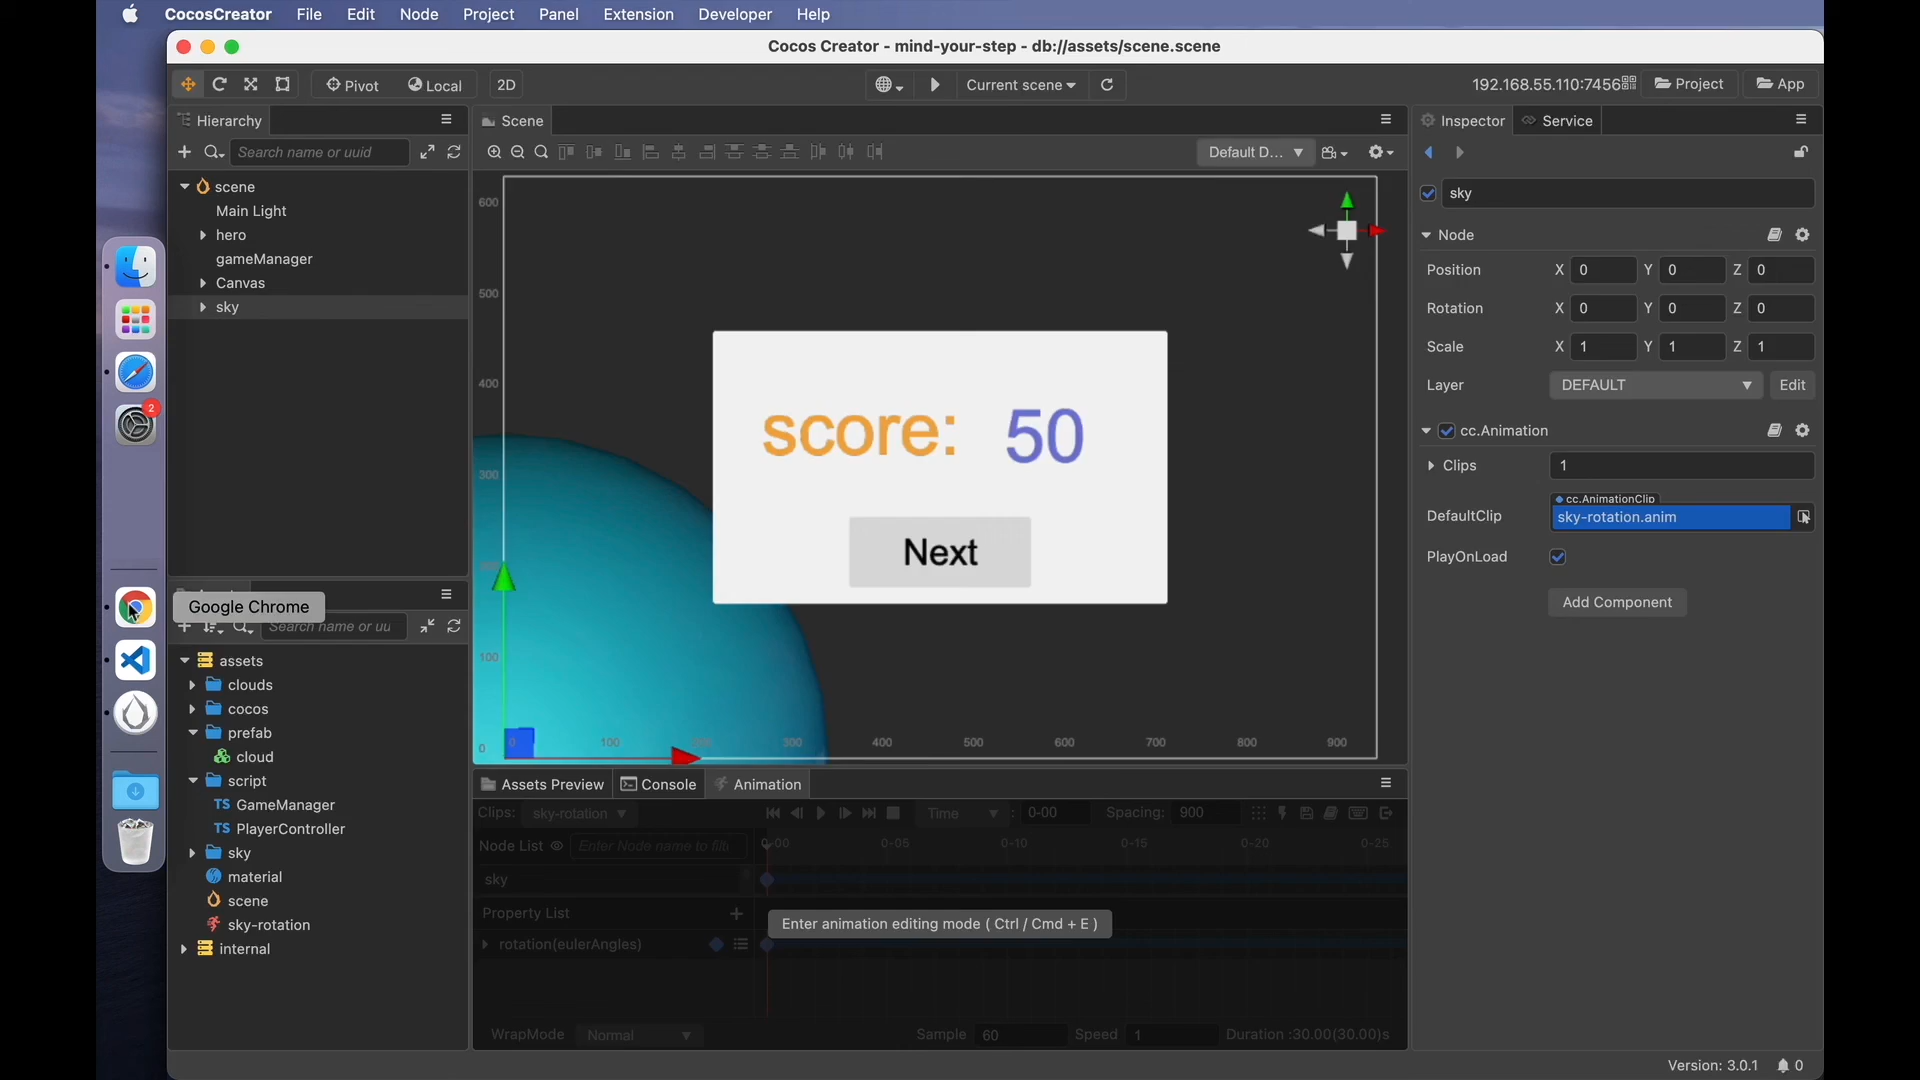 CocosCreator File Edit Node Project Panel Extension Developer Help
Cocos Creator - mind-your-step - db://assets/scene.scene
Pivot Local 2D Current scene 192.168.55.110:7456 Project App
Hierarchy
Search name or uuid
scene
Main Light
hero
gameManager
Canvas
sky
2
Google Chrome
Search name or uu
assets
clouds
cocos
prefab
cloud
script
TS GameManager
TS PlayerController
sky
material
scene
sky-rotation
internal
Scene
Default D...
600
500
400
300
100
0
0 100 300 400 500 600 700 800 900
score: 50
Next
Assets Preview Console Animation
Clips: sky-rotation Time : 0-00 Spacing: 900
Node List Enter Node name to filt 0-00 0-05 0-10 0-15 0-20 0-25
sky
Property List
Enter animation editing mode ( Ctrl / Cmd + E )
rotation(eulerAngles)
WrapMode Normal Sample 60 Speed 1 Duration :30.00(30.00)s
Inspector Service
sky
Node
Position X 0 Y 0 Z 0
Rotation X 0 Y 0 Z 0
Scale X 1 Y 1 Z 1
Layer DEFAULT Edit
cc.Animation
Clips 1
cc.AnimationClip
DefaultClip sky-rotation.anim
PlayOnLoad
Add Component
Version: 3.0.1 0